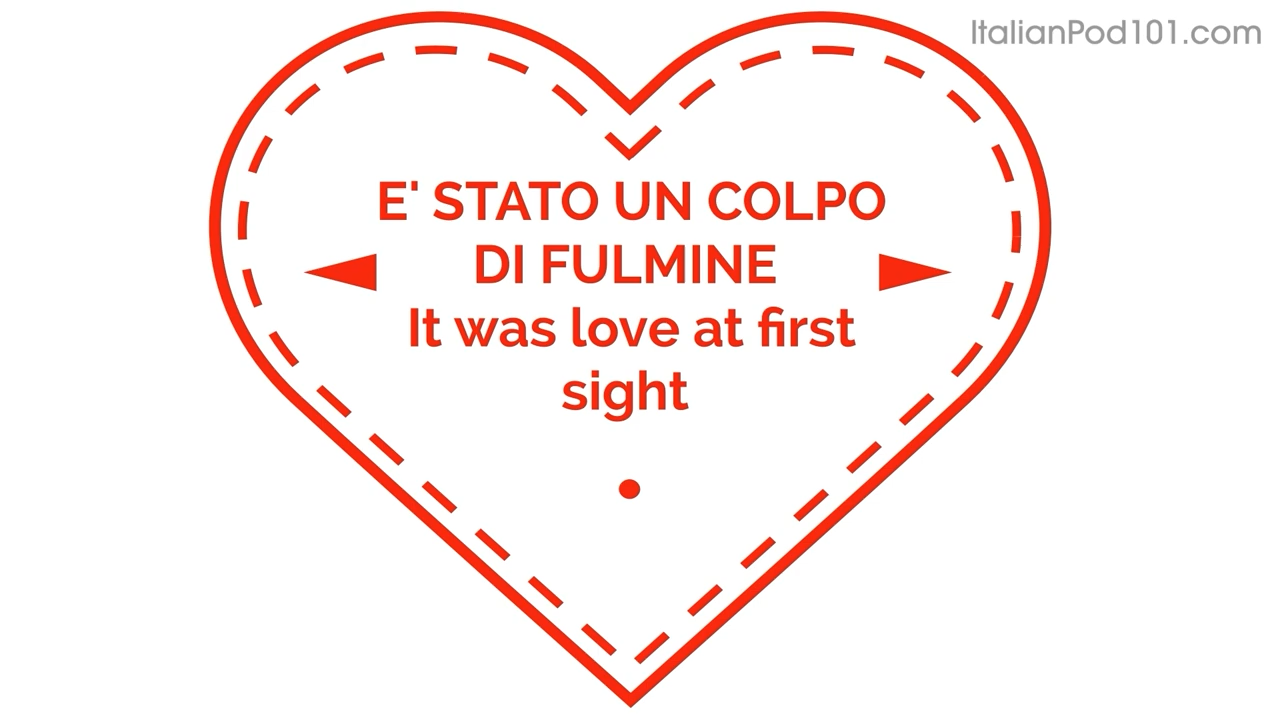 ItalianPod101.com
E' STATO UN COLPO
DI FULMINE
It was love at first
sight